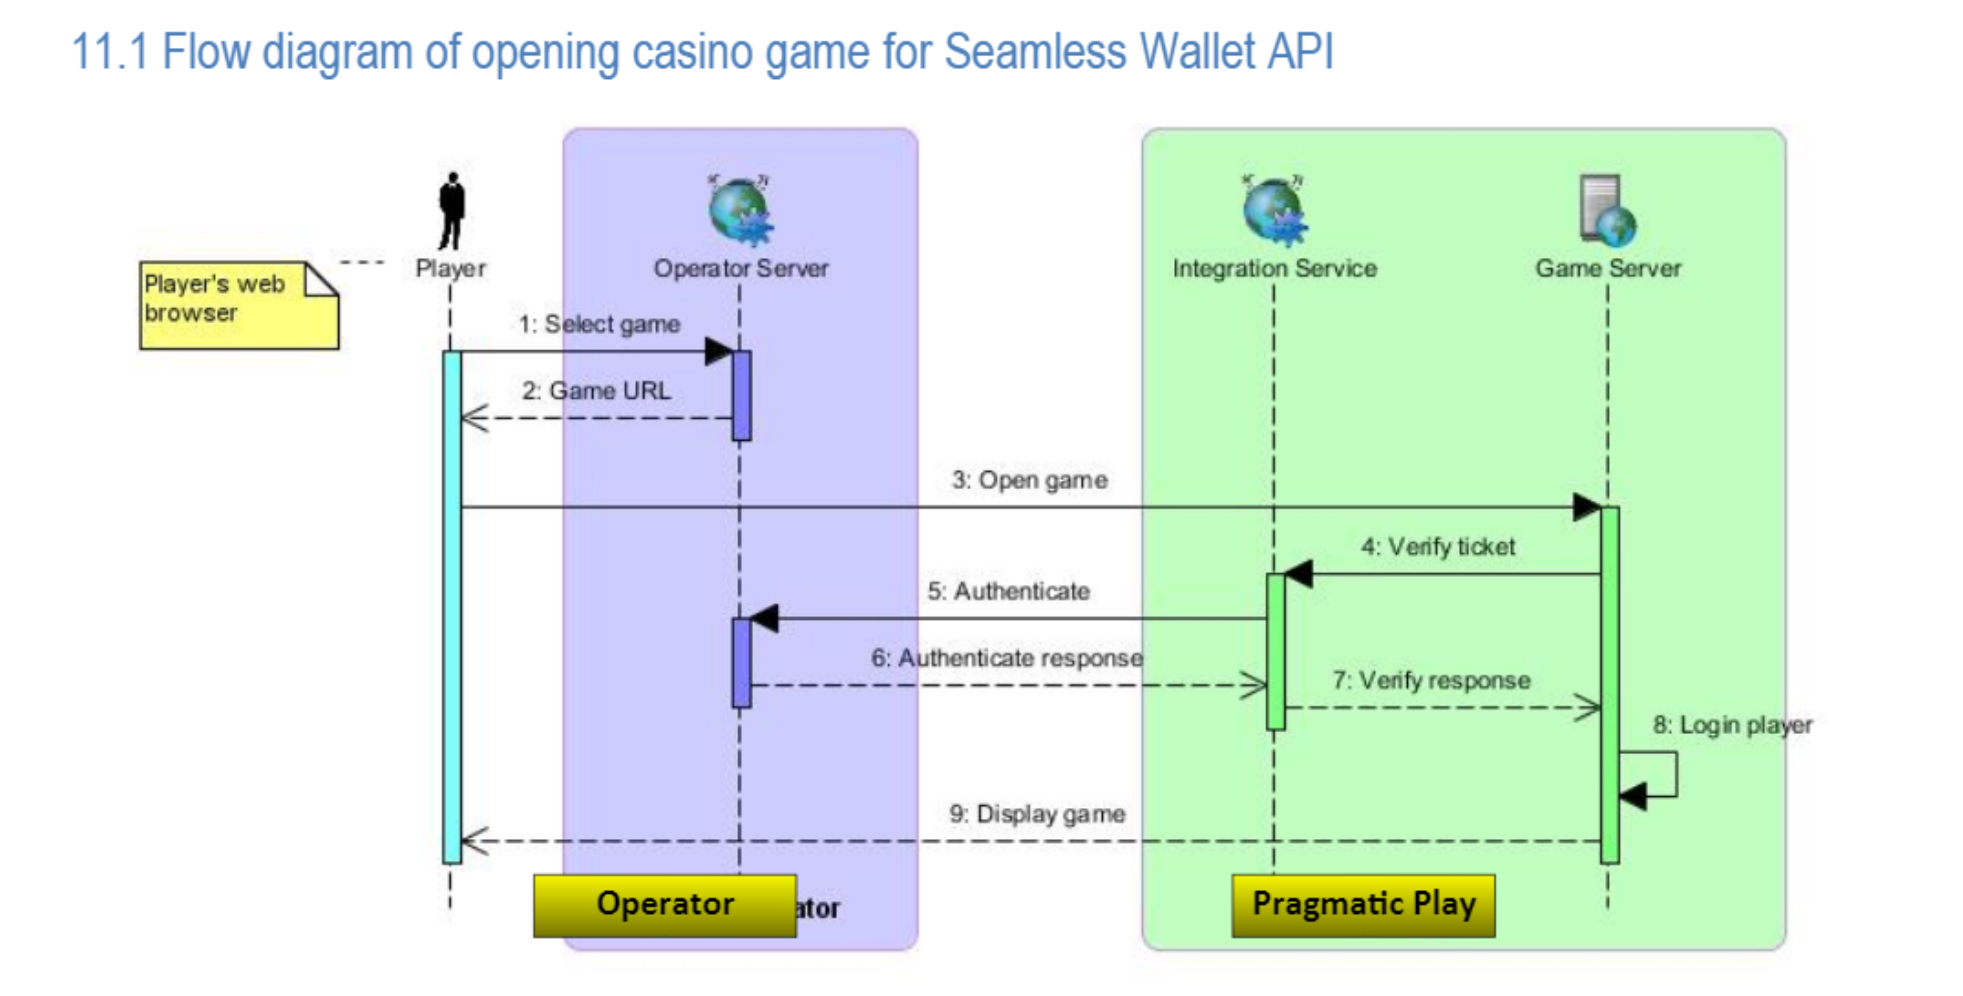 11.1 Flow diagram of opening casino game for Seamless Wallet API
Player's web
browser
Player
Operator Server
Integration Service
Game Server
1: Select game
2: Game URL
3: Open game
4: Verify ticket
5: Authenticate
6: Authenticate response
7: Verify response
8: Login player
9: Display game
Operator
ator
Pragmatic Play